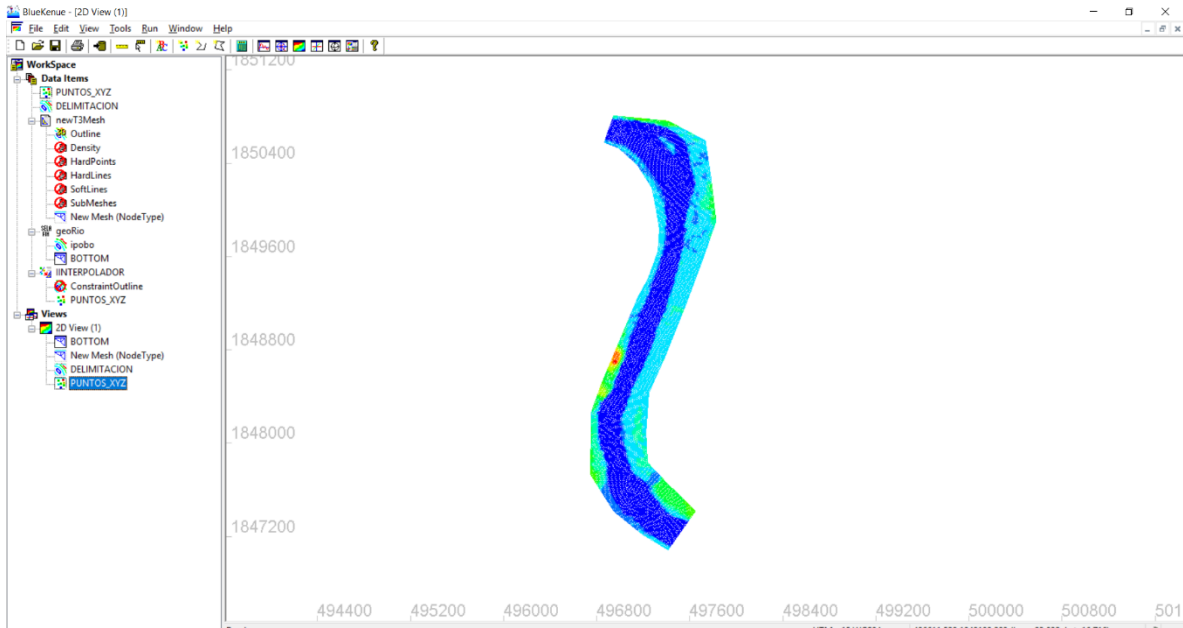 BlueKenue - [2D View (1)]
File Edit View Tools Run Window Help
WorkSpace
Data Items
PUNTOS_XYZ
DELIMITACION
newT3Mesh
Outline
Density
HardPoints
HardLines
SoftLines
SubMeshes
New Mesh (NodeType)
geoRio
ipobo
BOTTOM
IINTERPOLADOR
ConstraintOutline
PUNTOS_XYZ
Views
2D View (1)
BOTTOM
New Mesh (NodeType)
DELIMITACION
PUNTOS_XYZ
1851200
1850400
1849600
1848800
1848000
1847200
494400 495200 496000 496800 497600 498400 499200 500000 500800 501